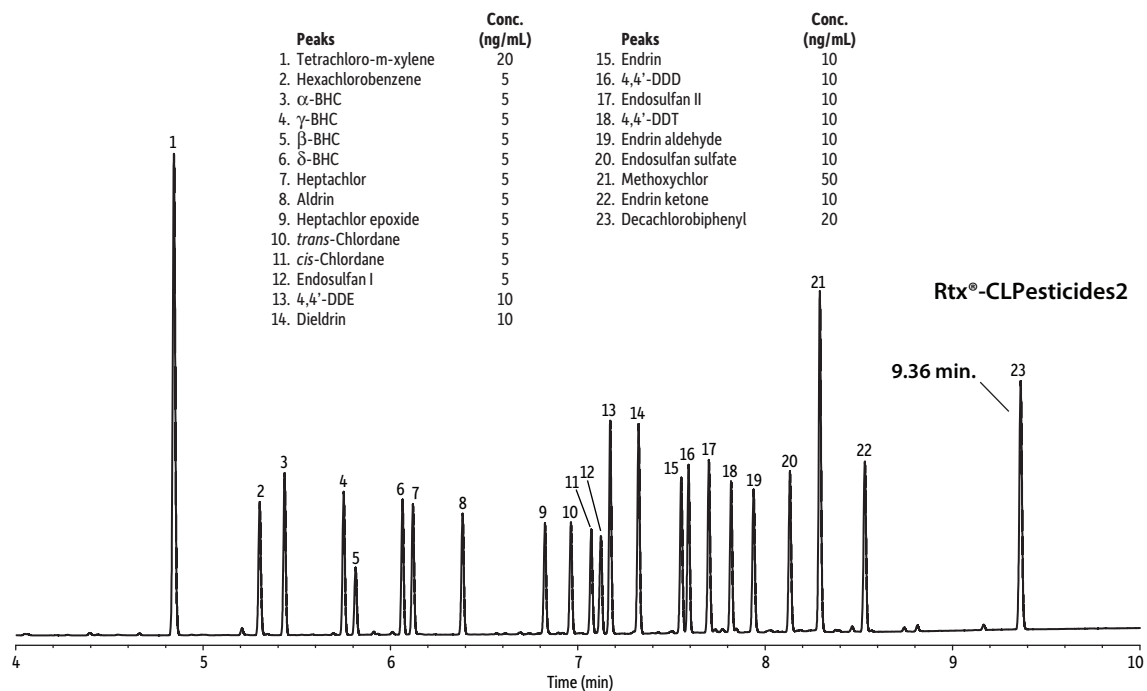 Peaks Conc. (ng/mL)
1. Tetrachloro-m-xylene 20
2. Hexachlorobenzene 5
3. α-BHC 5
4. γ-BHC 5
5. β-BHC 5
6. δ-BHC 5
7. Heptachlor 5
8. Aldrin 5
9. Heptachlor epoxide 5
10. trans-Chlordane 5
11. cis-Chlordane 5
12. Endosulfan I 5
13. 4,4'-DDE 10
14. Dieldrin 10
Peaks Conc. (ng/mL)
15. Endrin 10
16. 4,4'-DDD 10
17. Endosulfan II 10
18. 4,4'-DDT 10
19. Endrin aldehyde 10
20. Endosulfan sulfate 10
21. Methoxychlor 50
22. Endrin ketone 10
23. Decachlorobiphenyl 20
Rtx®-CLPesticides2
9.36 min.
1
2
3
4
5
6
7
8
9
10
11
12
13
14
15
16
17
18
19
20
21
22
23
4 5 6 7 8 9 10
Time (min)